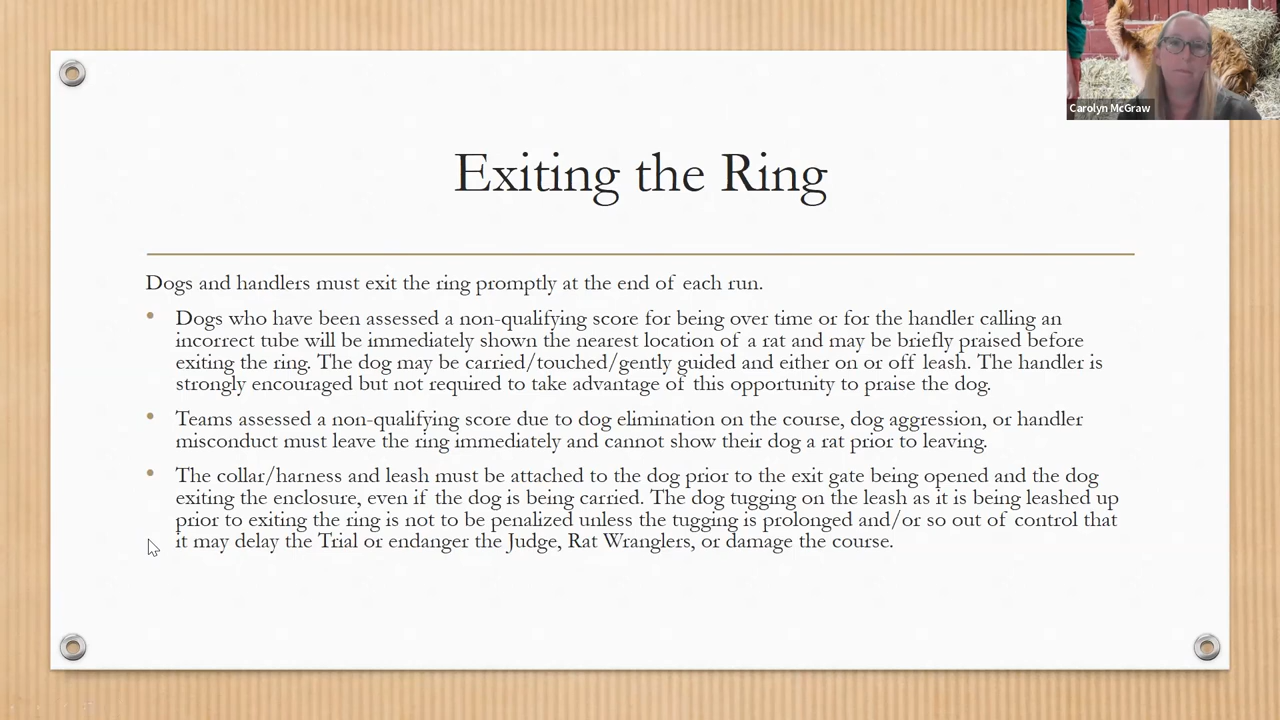 Carolyn McGraw
Exiting the Ring
Dogs and handlers must exit the ring promptly at the end of each run.
• Dogs who have been assessed a non-qualifying score for being over time or for the handler calling an
incorrect tube will be immediately shown the nearest location of a rat and may be briefly praised before
exiting the ring. The dog may be carried/touched/gently guided and either on or off leash. The handler is
strongly encouraged but not required to take advantage of this opportunity to praise the dog.
• Teams assessed a non-qualifying score due to dog elimination on the course, dog aggression, or handler
misconduct must leave the ring immediately and cannot show their dog a rat prior to leaving.
• The collar/harness and leash must be attached to the dog prior to the exit gate being opened and the dog
exiting the enclosure, even if the dog is being carried. The dog tugging on the leash as it is being leashed up
prior to exiting the ring is not to be penalized unless the tugging is prolonged and/or so out of control that
it may delay the Trial or endanger the Judge, Rat Wranglers, or damage the course.